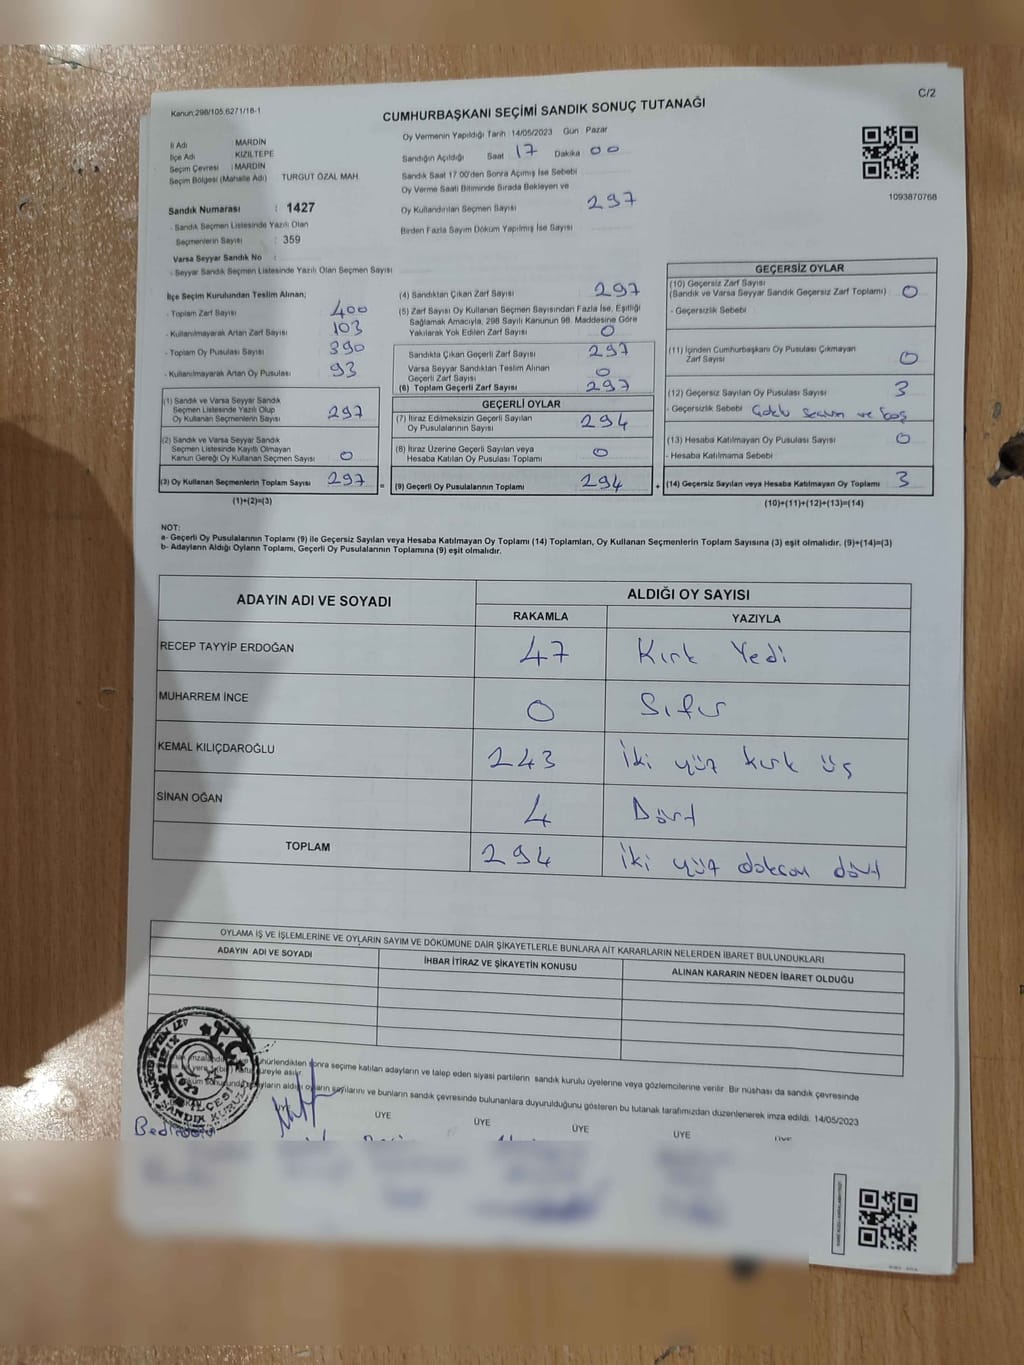 Kanun:298/105.6271/18-1
C/2
CUMHURBAŞKANI SEÇİMİ SANDIK SONUÇ TUTANAĞI
İl Adı : MARDİN
İlçe Adı : KIZILTEPE
Seçim Çevresi : MARDİN
Seçim Bölgesi (Mahalle Adı) TURGUT ÖZAL MAH.
Sandık Numarası : 1427
- Sandık Seçmen Listesinde Yazılı Olan
Seçmenlerin Sayısı : 359
Varsa Seyyar Sandık No :
- Seyyar Sandık Seçmen Listesinde Yazılı Olan Seçmen Sayısı
Oy Vermenin Yapıldığı Tarih 14/05/2023 Gün Pazar
Sandığın Açıldığı Saat 17 Dakika 00
Sandık Saat 17:00'den Sonra Açılmış İse Sebebi
Oy Verme Saati Bitiminde Sırada Bekleyen ve
Oy Kullandırılan Seçmen Sayısı 297
Birden Fazla Sayım Döküm Yapılmış İse Sayısı
1093870768
İlçe Seçim Kurulundan Teslim Alınan;
- Toplam Zarf Sayısı 400
- Kullanılmayarak Artan Zarf Sayısı 103
- Toplam Oy Pusulası Sayısı 390
- Kullanılmayarak Artan Oy Pusulası 93
(1) Sandık ve Varsa Seyyar Sandık
Seçmen Listesinde Yazılı Olup
Oy Kullanan Seçmenlerin Sayısı 297
(2) Sandık ve Varsa Seyyar Sandık
Seçmen Listesinde Kayıtlı Olmayan
Kanun Gereği Oy Kullanan Seçmen Sayısı 0
(3) Oy Kullanan Seçmenlerin Toplam Sayısı 297 =
(1)+(2)=(3)
(4) Sandıktan Çıkan Zarf Sayısı 297
(5) Zarf Sayısı Oy Kullanan Seçmen Sayısından Fazla İse, Eşitliği
Sağlamak Amacıyla, 298 Sayılı Kanunun 98. Maddesine Göre
Yakılarak Yok Edilen Zarf Sayısı 0
Sandıkta Çıkan Geçerli Zarf Sayısı 297
Varsa Seyyar Sandıktan Teslim Alınan
Geçerli Zarf Sayısı 0
(6) Toplam Geçerli Zarf Sayısı 297
GEÇERLİ OYLAR
(7) İtiraz Edilmeksizin Geçerli Sayılan
Oy Pusulalarının Sayısı 294
(8) İtiraz Üzerine Geçerli Sayılan veya
Hesaba Katılan Oy Pusulası Toplamı 0
(9) Geçerli Oy Pusulalarının Toplamı 294 +
GEÇERSİZ OYLAR
(10) Geçersiz Zarf Sayısı
(Sandık ve Varsa Seyyar Sandık Geçersiz Zarf Toplamı) 0
- Geçersizlik Sebebi
(11) İçinden Cumhurbaşkanı Oy Pusulası Çıkmayan
Zarf Sayısı 0
(12) Geçersiz Sayılan Oy Pusulası Sayısı 3
- Geçersizlik Sebebi ve boş
(13) Hesaba Katılmayan Oy Pusulası Sayısı 0
- Hesaba Katılmama Sebebi
(14) Geçersiz Sayılan veya Hesaba Katılmayan Oy Toplamı 3
(10)+(11)+(12)+(13)=(14)
NOT:
a- Geçerli Oy Pusulalarının Toplamı (9) ile Geçersiz Sayılan veya Hesaba Katılmayan Oy Toplamı (14) Toplamları, Oy Kullanan Seçmenlerin Toplam Sayısına (3) eşit olmalıdır. (9)+(14)=(3)
b- Adayların Aldığı Oyların Toplamı, Geçerli Oy Pusulalarının Toplamına (9) eşit olmalıdır.
ADAYIN ADI VE SOYADI
ALDIĞI OY SAYISI
RAKAMLA YAZIYLA
RECEP TAYYİP ERDOĞAN 47 Kırk Yedi
MUHARREM İNCE 0 Sıfır
KEMAL KILIÇDAROĞLU 243 İki yüz kırk üç
SİNAN OĞAN 4 Dört
TOPLAM 294 İki yüz doksan dört
OYLAMA İŞ VE İŞLEMLERİNE VE OYLARIN SAYIM VE DÖKÜMÜNE DAİR ŞİKAYETLERLE BUNLARA AİT KARARLARIN NELERDEN İBARET BULUNDUKLARI
ADAYIN ADI VE SOYADI İHBAR İTİRAZ VE ŞİKAYETİN KONUSU ALINAN KARARIN NEDEN İBARET OLDUĞU
sonra seçime katılan adayların ve talep eden siyasi partilerin sandık kurulu üyelerine veya gözlemcilerine verilir. Bir nüshası da sandık çevresinde
süreyle asılır.
aldığı oyların sayılarını ve bunların sandık çevresinde bulunanlara duyurulduğunu gösteren bu tutanak tarafımızdan düzenlenerek imza edildi. 14/05/2023
ÜYE ÜYE ÜYE ÜYE
T.C.
İLÇESİ
SANDIK KURULU